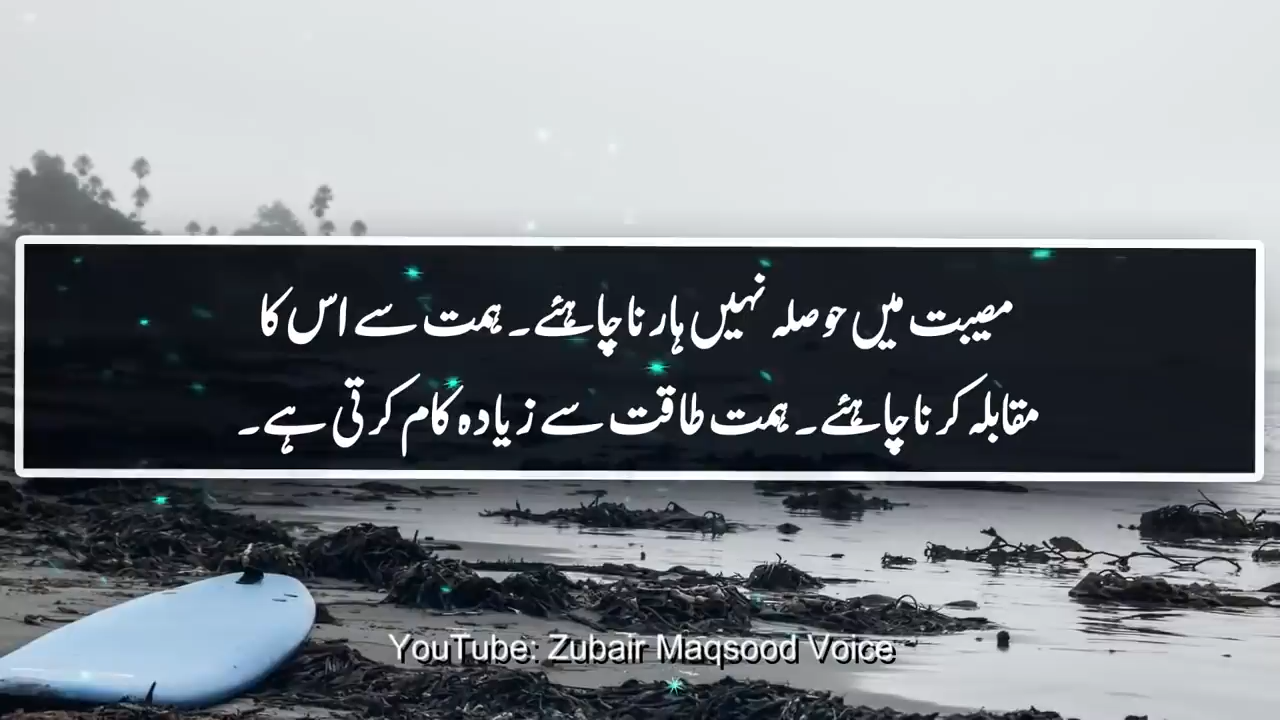 مصیبت میں حوصلہ نہیں ہارنا چاہئے۔ ہمت سے اس کا
مقابلہ کرنا چاہئے۔ ہمت طاقت سے زیادہ کام کرتی ہے۔
YouTube: Zubair Maqsood Voice